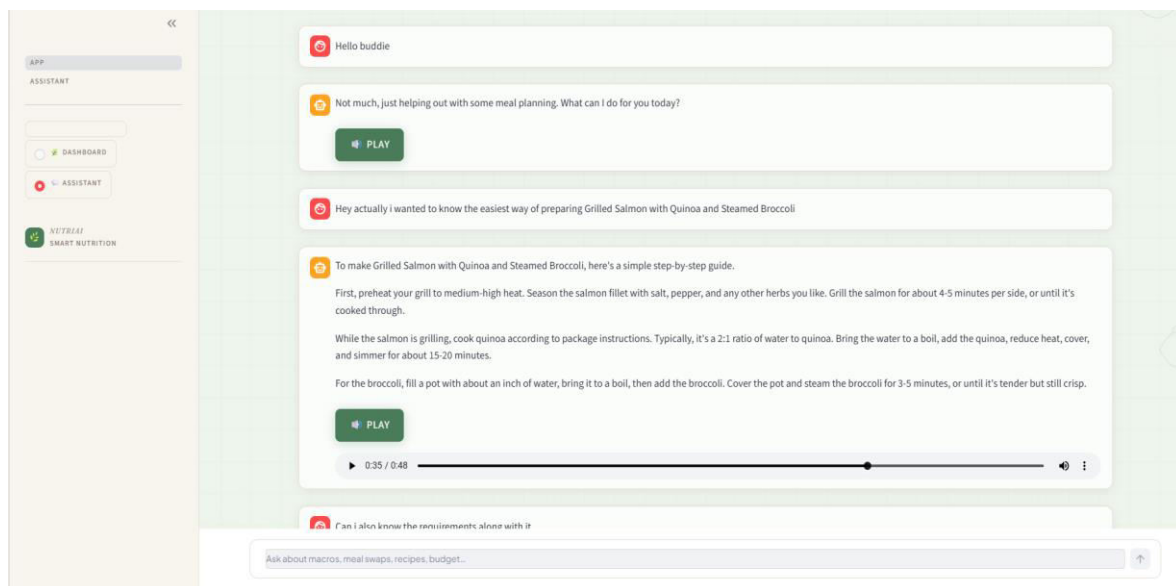 APP
ASSISTANT
DASHBOARD
ASSISTANT
NUTRIAI
SMART NUTRITION
Hello buddie
Not much, just helping out with some meal planning. What can I do for you today?
PLAY
Hey actually i wanted to know the easiest way of preparing Grilled Salmon with Quinoa and Steamed Broccoli
To make Grilled Salmon with Quinoa and Steamed Broccoli, here's a simple step-by-step guide.
First, preheat your grill to medium-high heat. Season the salmon fillet with salt, pepper, and any other herbs you like. Grill the salmon for about 4-5 minutes per side, or until it's
cooked through.
While the salmon is grilling, cook quinoa according to package instructions. Typically, it's a 2:1 ratio of water to quinoa. Bring the water to a boil, add the quinoa, reduce heat, cover,
and simmer for about 15-20 minutes.
For the broccoli, fill a pot with about an inch of water, bring it to a boil, then add the broccoli. Cover the pot and steam the broccoli for 3-5 minutes, or until it's tender but still crisp.
PLAY
0:35 / 0:48
Can i also know the requirements along with it
Ask about macros, meal swaps, recipes, budget...